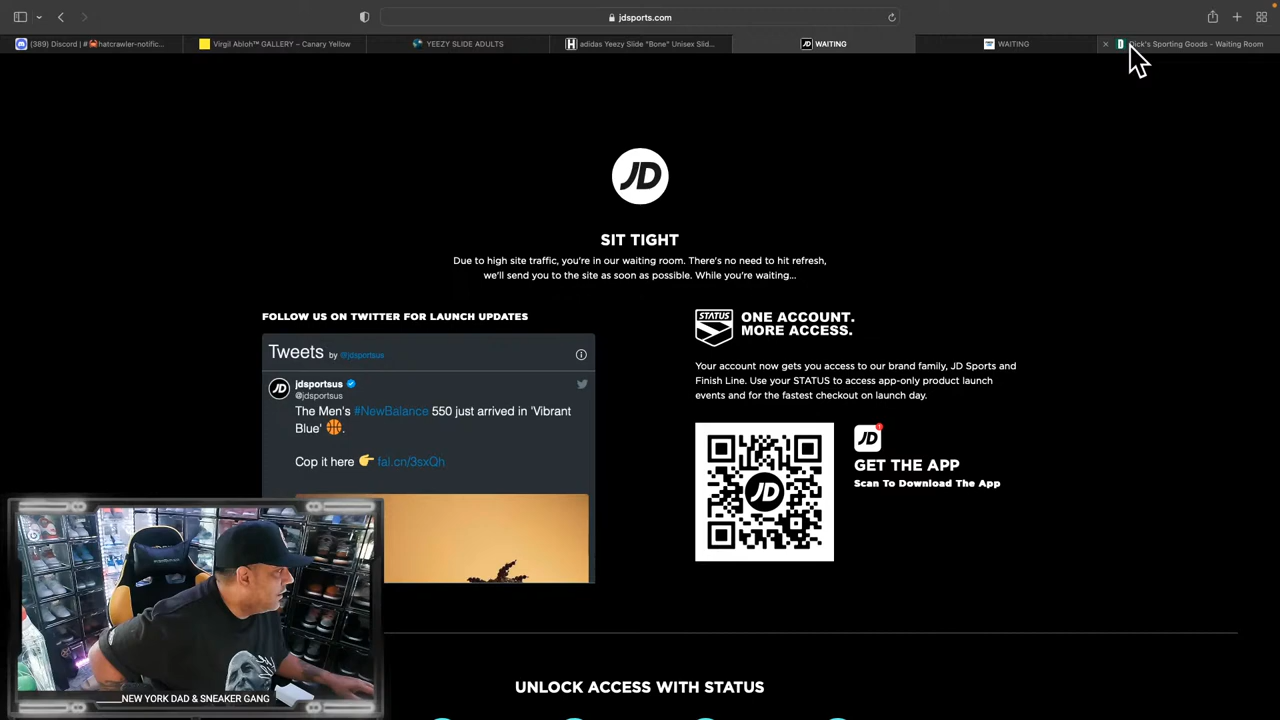 jdsports.com
(389) Discord | #🦀hatcrawler-notific...
Virgil Abloh™ GALLERY – Canary Yellow
YEEZY SLIDE ADULTS
H adidas Yeezy Slide "Bone" Unisex Slid...
JD WAITING
WAITING
Dick's Sporting Goods - Waiting Room
JD
SIT TIGHT
Due to high site traffic, you're in our waiting room. There's no need to hit refresh,
we'll send you to the site as soon as possible. While you're waiting...
FOLLOW US ON TWITTER FOR LAUNCH UPDATES
Tweets by @jdsportsus
jdsportsus
@jdsportsus
The Men's #NewBalance 550 just arrived in 'Vibrant
Blue' 🏀.
Cop it here 👉 fal.cn/3sxQh
STATUS
ONE ACCOUNT.
MORE ACCESS.
Your account now gets you access to our brand family, JD Sports and
Finish Line. Use your STATUS to access app-only product launch
events and for the fastest checkout on launch day.
JD
JD
GET THE APP
Scan To Download The App
NEW YORK DAD & SNEAKER GANG
UNLOCK ACCESS WITH STATUS